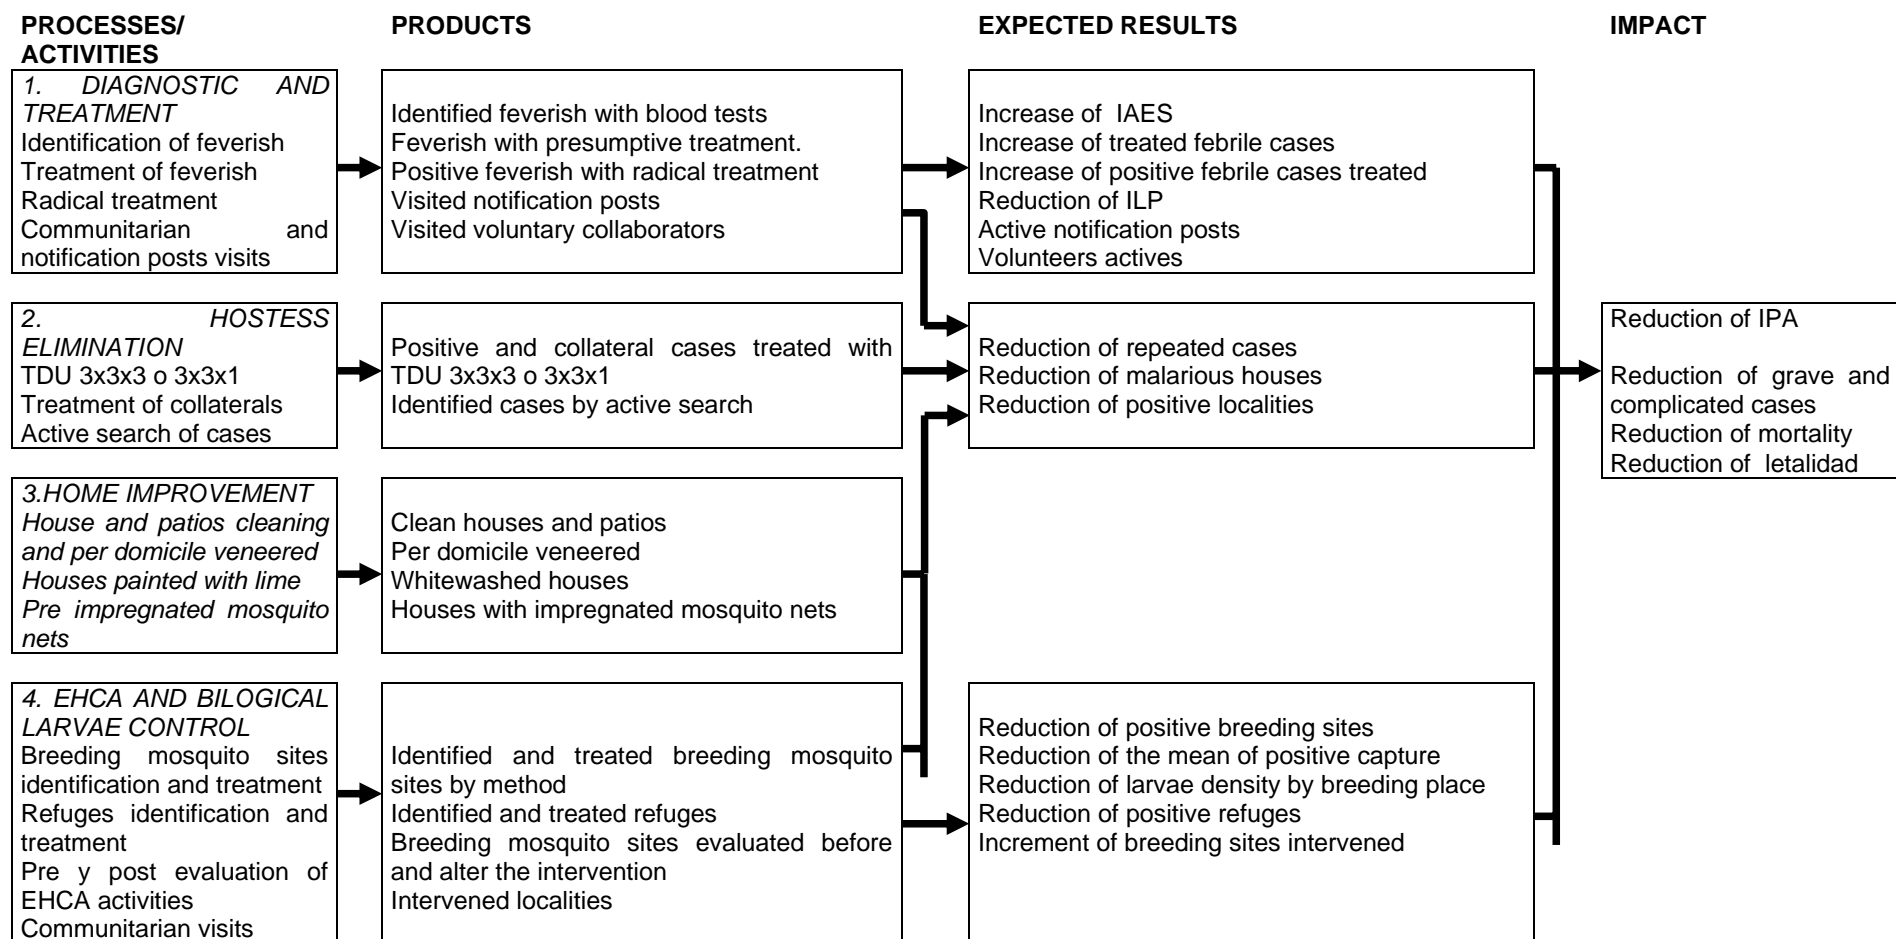 PROCESSES/
ACTIVITIES
PRODUCTS
EXPECTED RESULTS
IMPACT
1. DIAGNOSTIC AND
TREATMENT
Identification of feverish
Treatment of feverish
Radical treatment
Communitarian and
notification posts visits
Identified feverish with blood tests
Feverish with presumptive treatment.
Positive feverish with radical treatment
Visited notification posts
Visited voluntary collaborators
Increase of IAES
Increase of treated febrile cases
Increase of positive febrile cases treated
Reduction of ILP
Active notification posts
Volunteers actives
2. HOSTESS
ELIMINATION
TDU 3x3x3 o 3x3x1
Treatment of collaterals
Active search of cases
Positive and collateral cases treated with
TDU 3x3x3 o 3x3x1
Identified cases by active search
Reduction of repeated cases
Reduction of malarious houses
Reduction of positive localities
Reduction of IPA
Reduction of grave and
complicated cases
Reduction of mortality
Reduction of letalidad
3.HOME IMPROVEMENT
House and patios cleaning
and per domicile veneered
Houses painted with lime
Pre impregnated mosquito
nets
Clean houses and patios
Per domicile veneered
Whitewashed houses
Houses with impregnated mosquito nets
4. EHCA AND BILOGICAL
LARVAE CONTROL
Breeding mosquito sites
identification and treatment
Refuges identification and
treatment
Pre y post evaluation of
EHCA activities
Communitarian visits
Identified and treated breeding mosquito
sites by method
Identified and treated refuges
Breeding mosquito sites evaluated before
and alter the intervention
Intervened localities
Reduction of positive breeding sites
Reduction of the mean of positive capture
Reduction of larvae density by breeding place
Reduction of positive refuges
Increment of breeding sites intervened